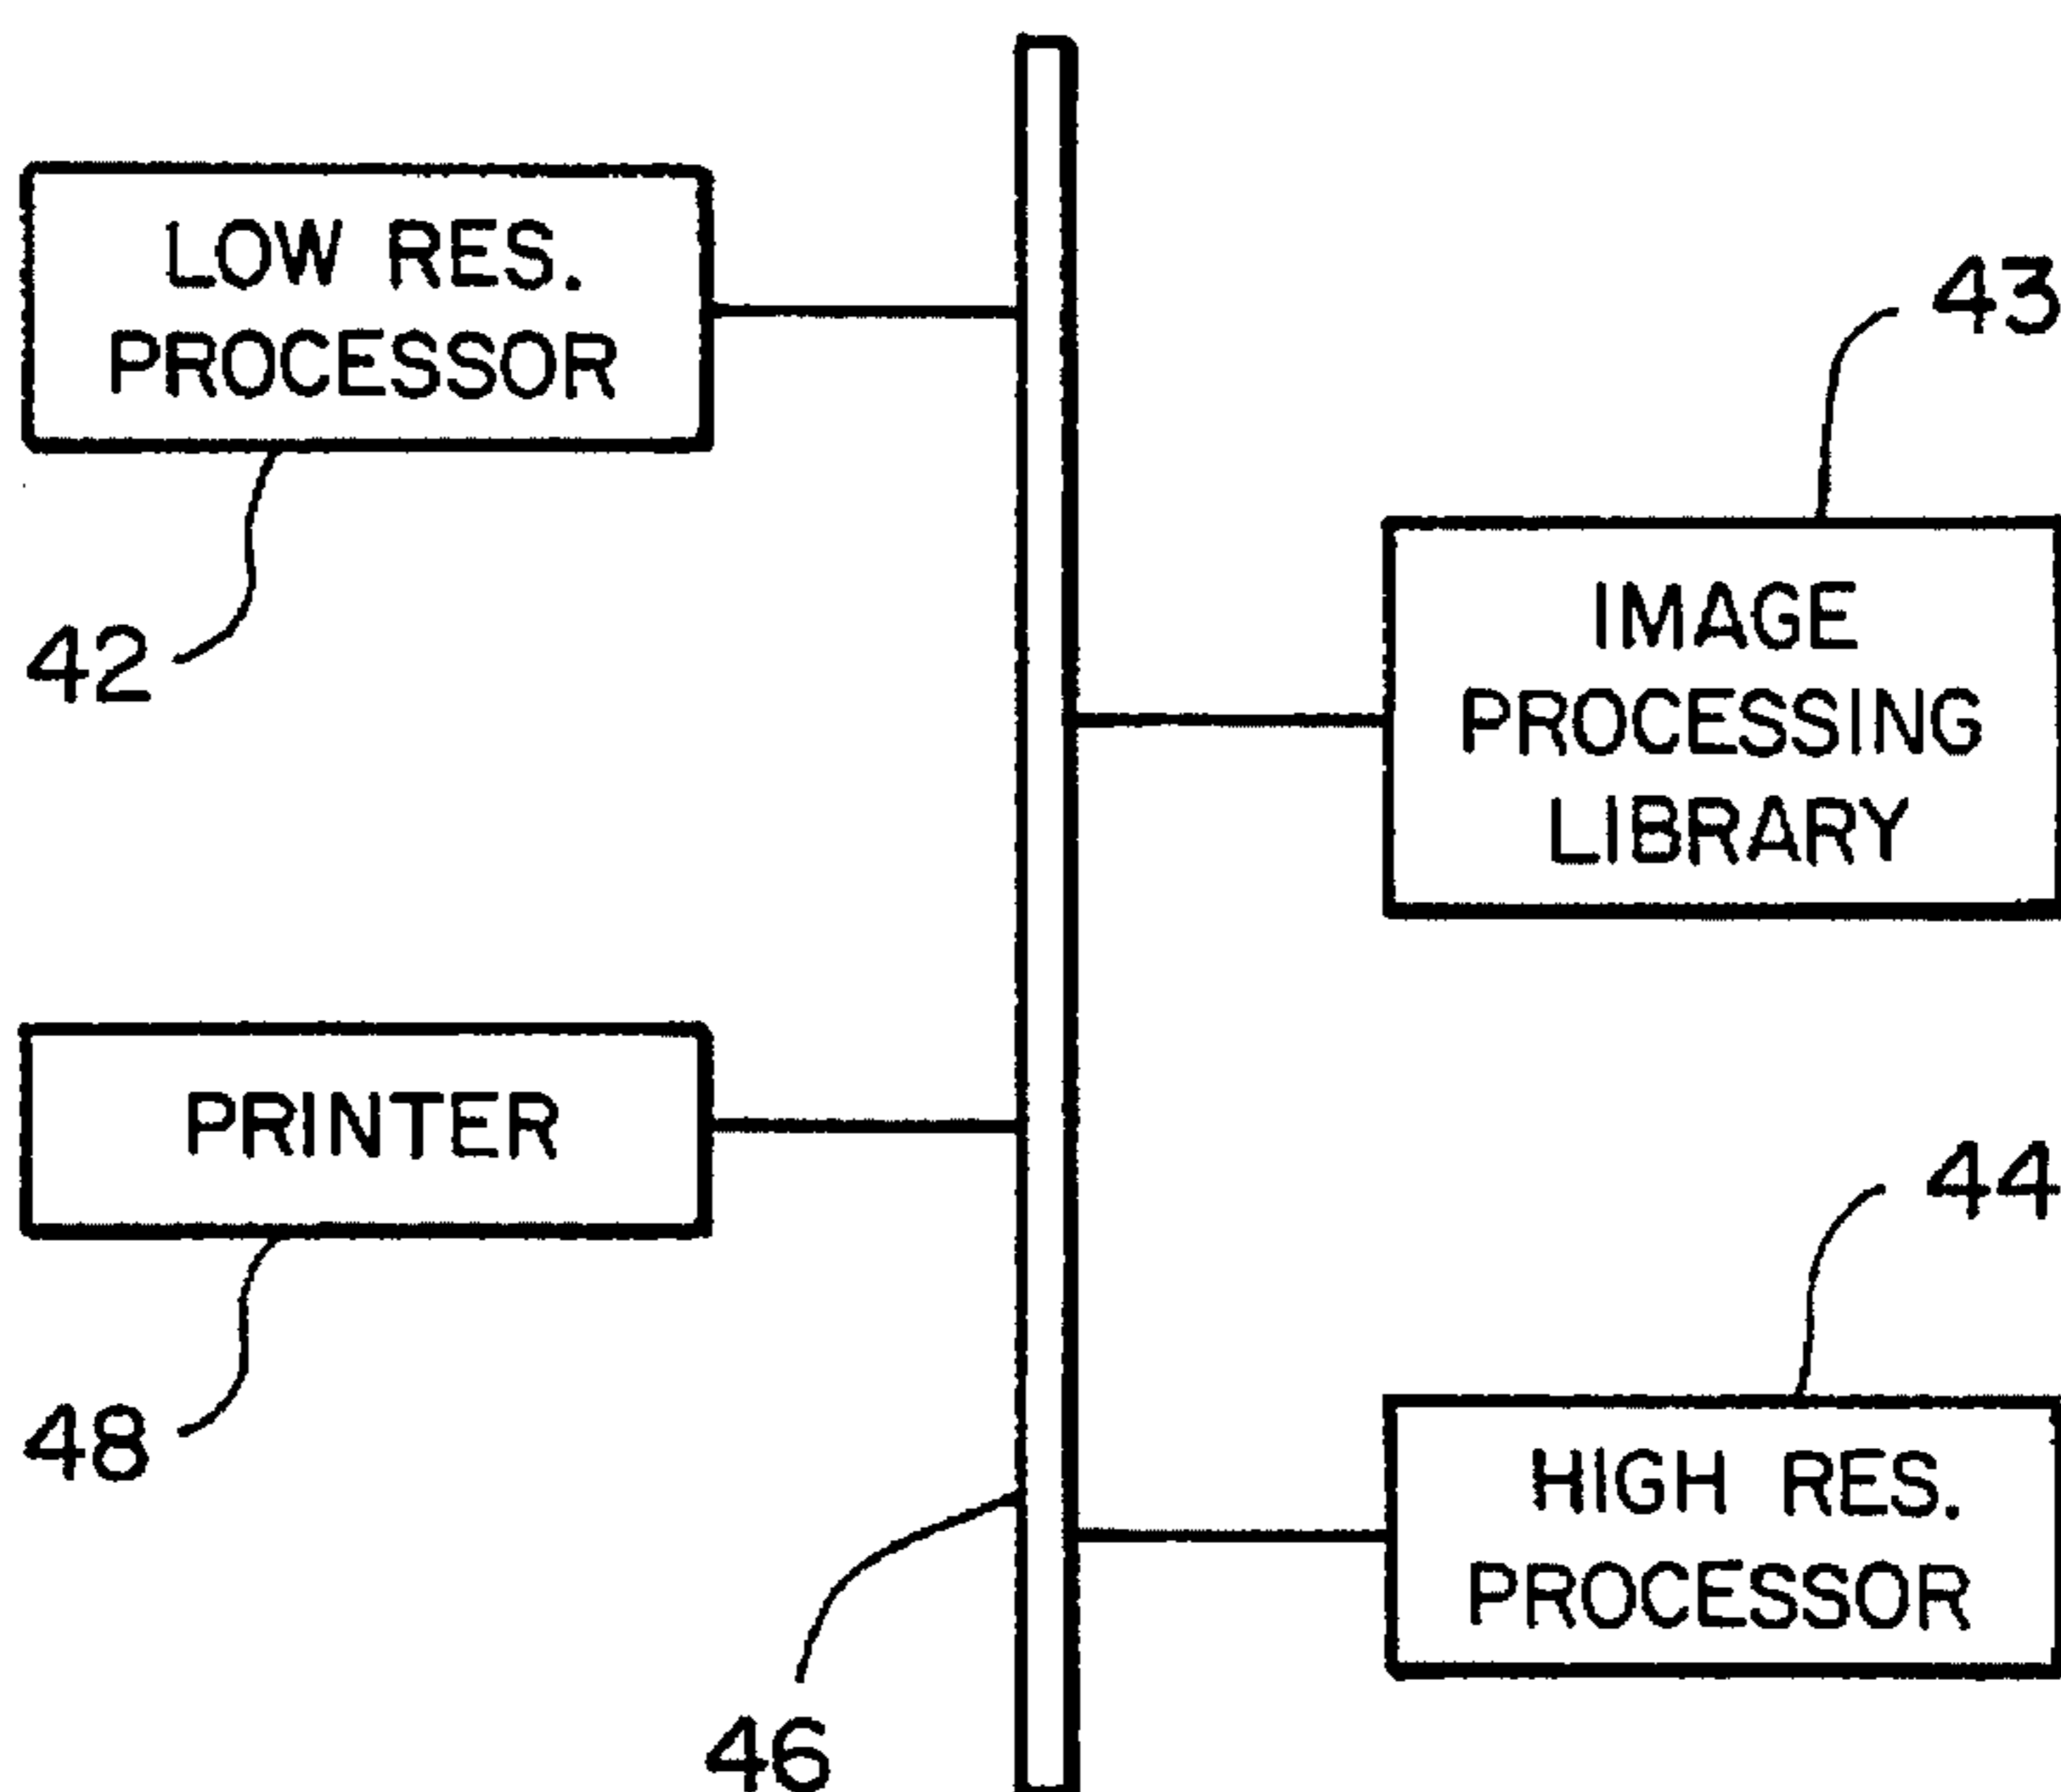 LOW RES.
PROCESSOR
42
43
IMAGE
PROCESSING
LIBRARY
PRINTER
48
44
HIGH RES.
PROCESSOR
46